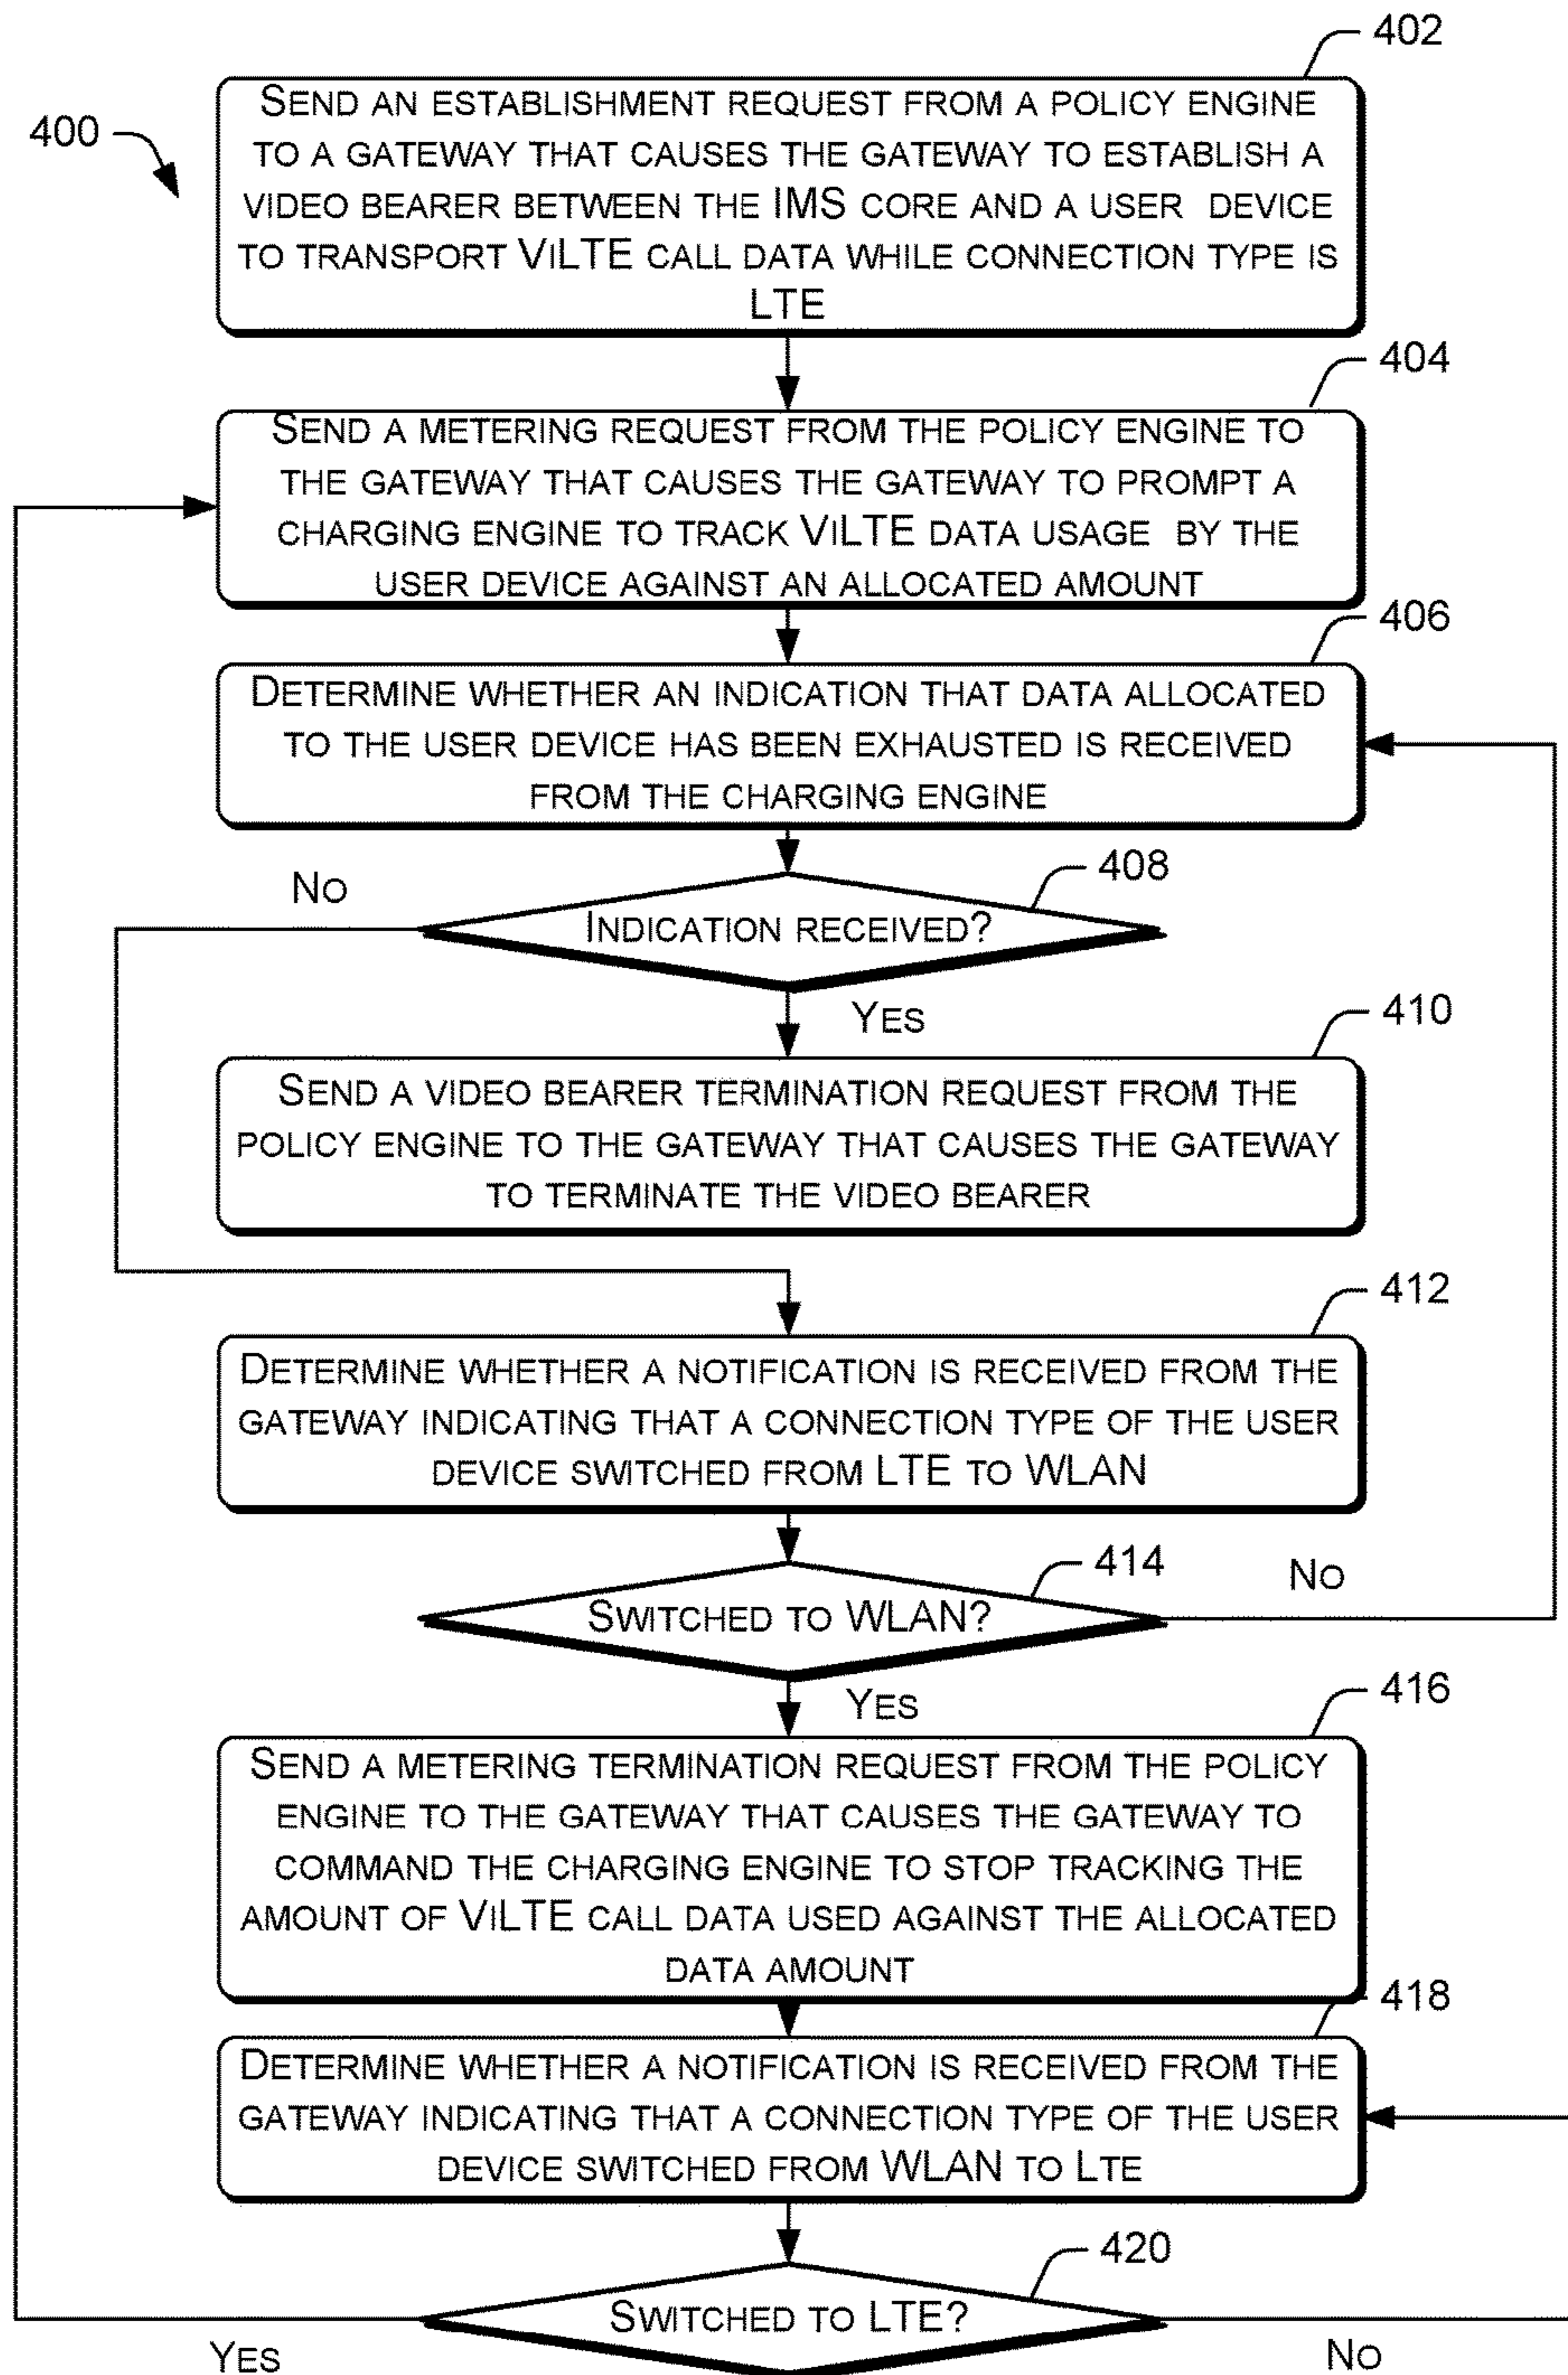 402
400
SEND AN ESTABLISHMENT REQUEST FROM A POLICY ENGINE
TO A GATEWAY THAT CAUSES THE GATEWAY TO ESTABLISH A
VIDEO BEARER BETWEEN THE IMS CORE AND A USER DEVICE
TO TRANSPORT VILTE CALL DATA WHILE CONNECTION TYPE IS
LTE
404
SEND A METERING REQUEST FROM THE POLICY ENGINE TO
THE GATEWAY THAT CAUSES THE GATEWAY TO PROMPT A
CHARGING ENGINE TO TRACK VILTE DATA USAGE BY THE
USER DEVICE AGAINST AN ALLOCATED AMOUNT
406
DETERMINE WHETHER AN INDICATION THAT DATA ALLOCATED
TO THE USER DEVICE HAS BEEN EXHAUSTED IS RECEIVED
FROM THE CHARGING ENGINE
408
NO
INDICATION RECEIVED?
YES
410
SEND A VIDEO BEARER TERMINATION REQUEST FROM THE
POLICY ENGINE TO THE GATEWAY THAT CAUSES THE GATEWAY
TO TERMINATE THE VIDEO BEARER
412
DETERMINE WHETHER A NOTIFICATION IS RECEIVED FROM THE
GATEWAY INDICATING THAT A CONNECTION TYPE OF THE USER
DEVICE SWITCHED FROM LTE TO WLAN
414
NO
SWITCHED TO WLAN?
YES
416
SEND A METERING TERMINATION REQUEST FROM THE POLICY
ENGINE TO THE GATEWAY THAT CAUSES THE GATEWAY TO
COMMAND THE CHARGING ENGINE TO STOP TRACKING THE
AMOUNT OF VILTE CALL DATA USED AGAINST THE ALLOCATED
DATA AMOUNT
418
DETERMINE WHETHER A NOTIFICATION IS RECEIVED FROM THE
GATEWAY INDICATING THAT A CONNECTION TYPE OF THE USER
DEVICE SWITCHED FROM WLAN TO LTE
420
SWITCHED TO LTE?
YES
NO